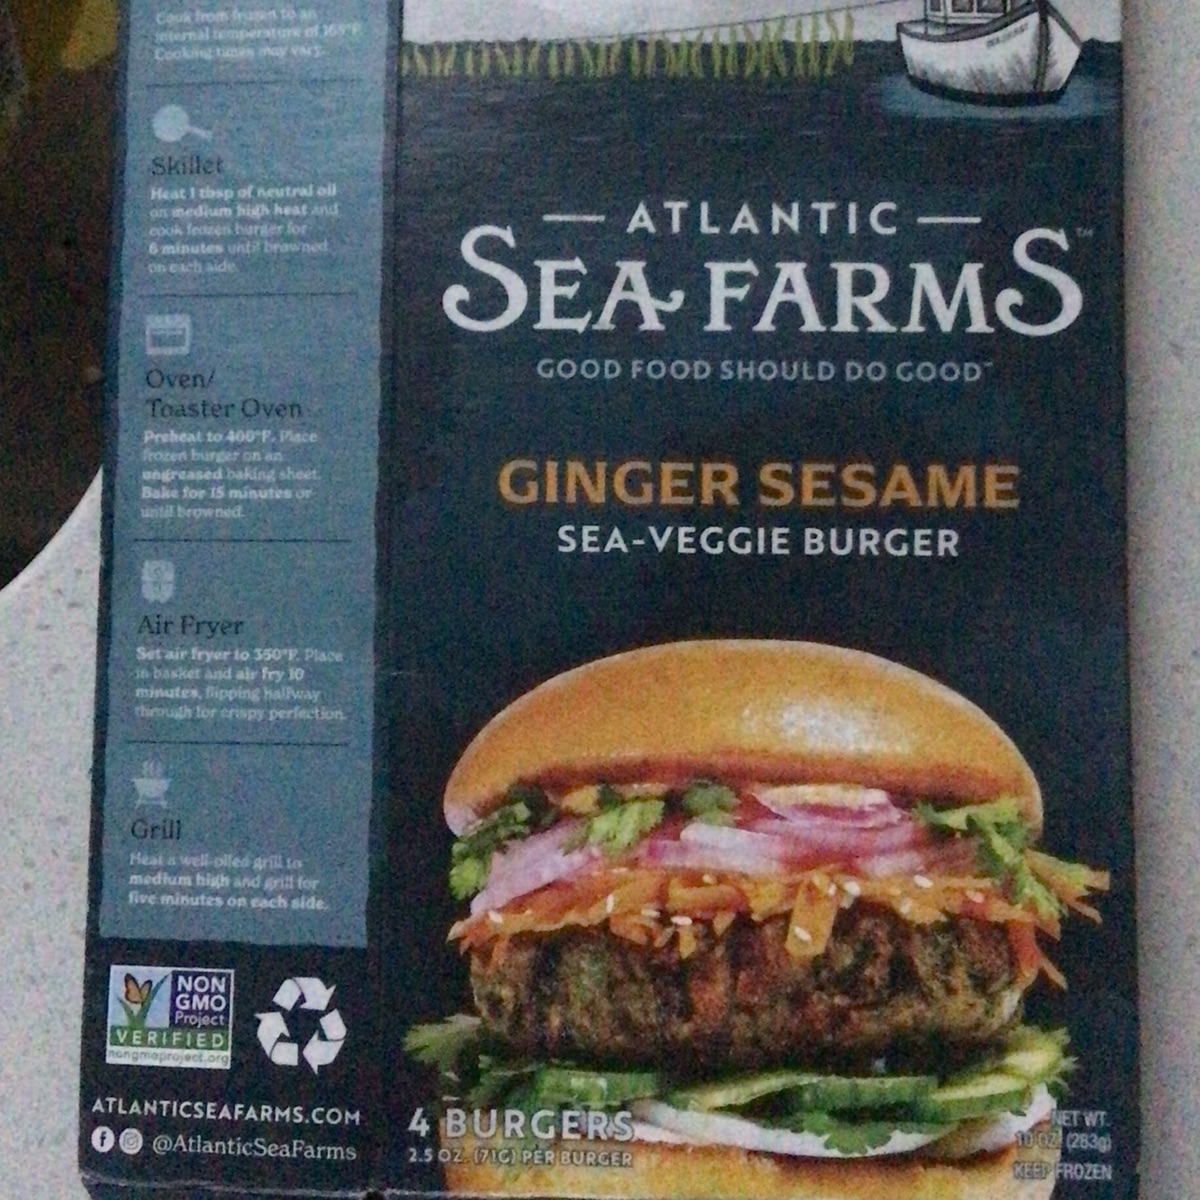 Cook from frozen to an
internal temperature of 165°F.
Cooking times may vary.
Skillet
Heat 1 tbsp of neutral oil
on medium high heat and
cook frozen burger for
6 minutes until browned
on each side.
Oven/
Toaster Oven
Preheat to 400°F. Place
frozen burger on an
ungreased baking sheet.
Bake for 15 minutes or
until browned.
Air Fryer
Set air fryer to 350°F. Place
in basket and air fry 10
minutes, flipping halfway
through for crispy perfection.
Grill
Heat a well-oiled grill to
medium high and grill for
five minutes on each side.
NON
GMO
Project
VERIFIED
nongmoproject.org
ATLANTICSEAFARMS.COM
@AtlanticSeaFarms
ATLANTIC
SEA FARMS™
GOOD FOOD SHOULD DO GOOD™
GINGER SESAME
SEA-VEGGIE BURGER
4 BURGERS
2.5 OZ. (71G) PER BURGER
NET WT.
10 OZ. (283g)
KEEP FROZEN